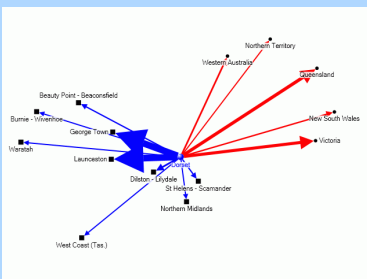 Northern Territory
Western Australia
Queensland
Beauty Point - Beaconsfield
New South Wales
Burnie - Wivenhoe
George Town
Victoria
Waratah
Launceston
Dorset
Dilston - Lilydale
St Helens - Scamander
Northern Midlands
West Coast (Tas.)